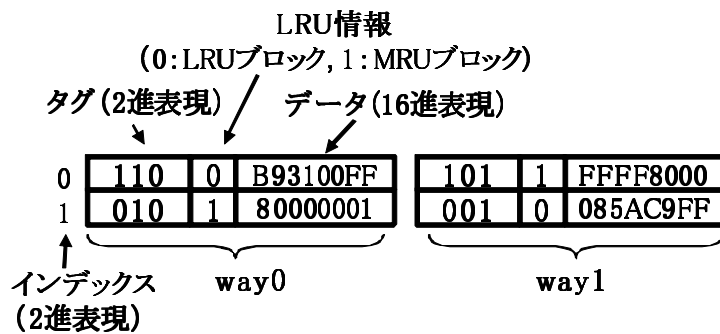 LRU情報
(0:LRUブロック, 1:MRUブロック)
タグ(2進表現) データ(16進表現)
0 110 0 B93100FF 101 1 FFFF8000
1 010 1 80000001 001 0 085AC9FF
インデックス way0 way1
(2進表現)